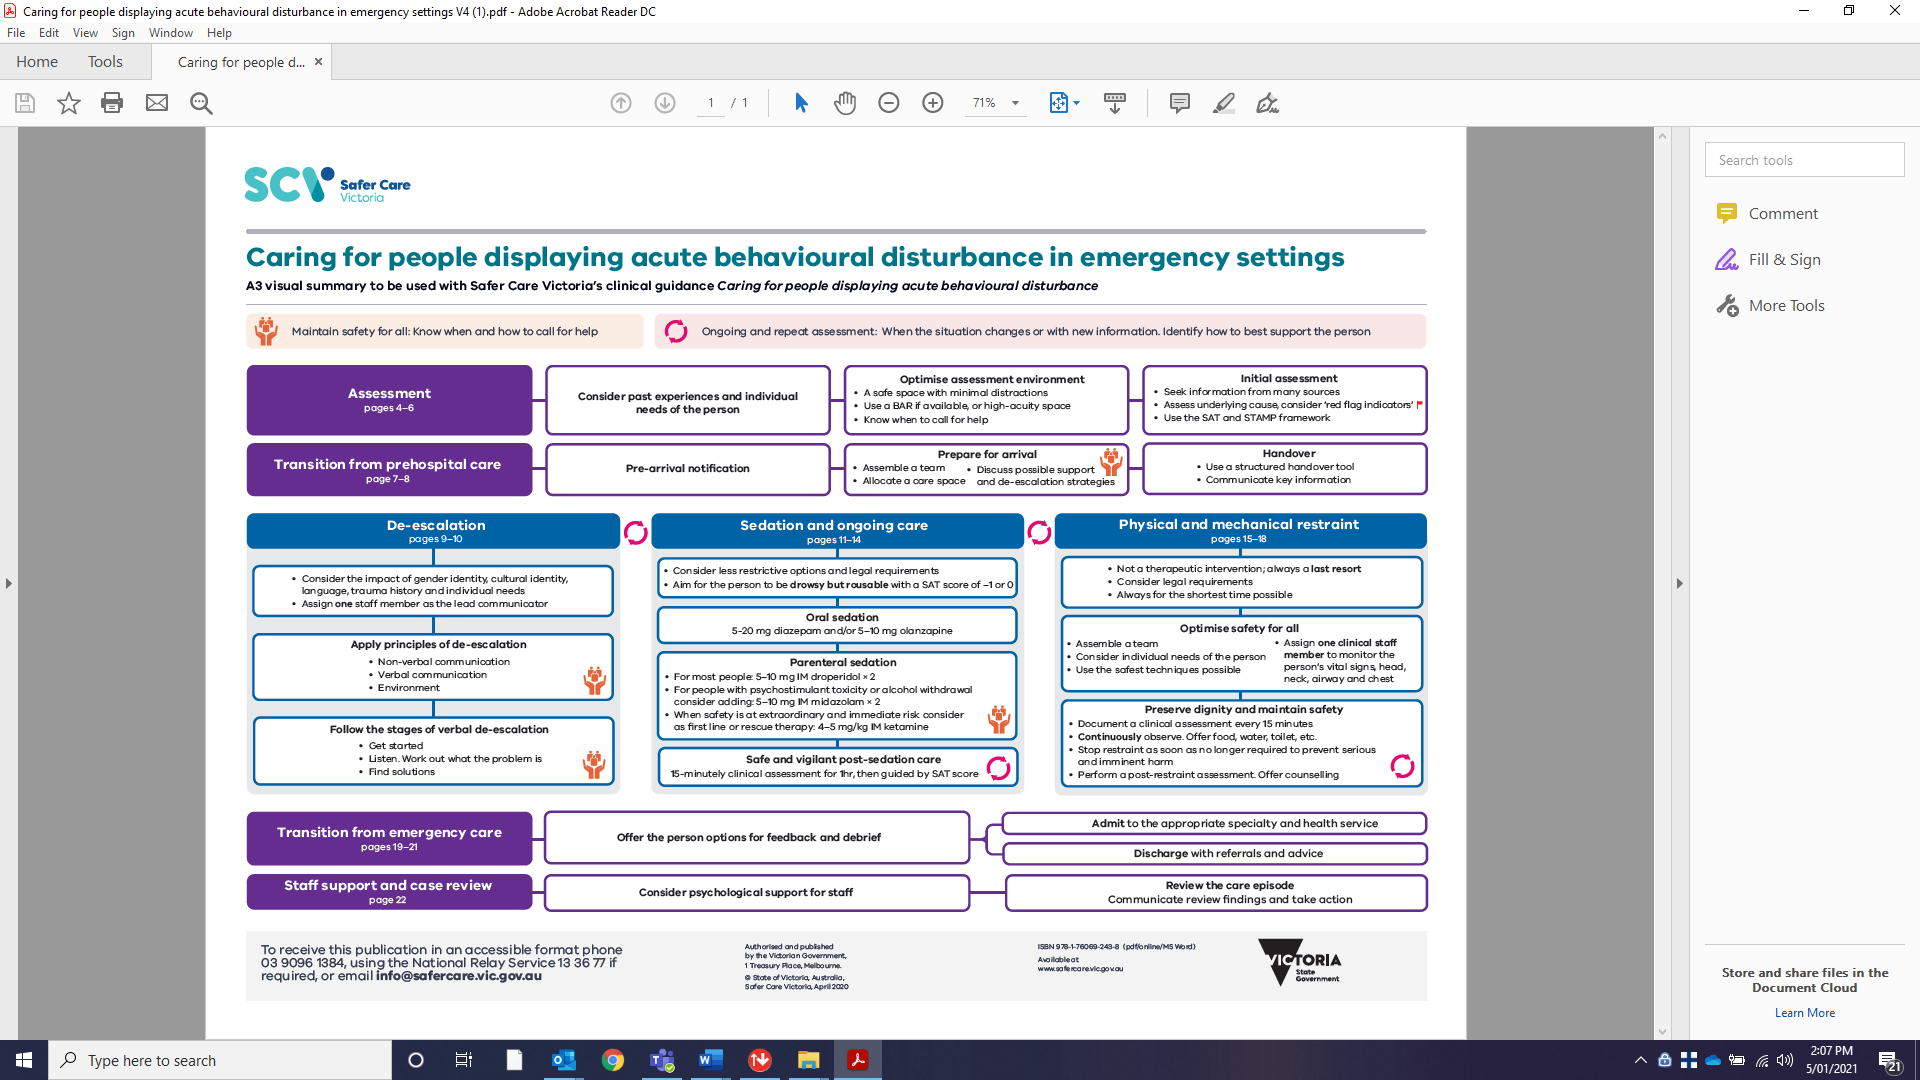 Caring for people displaying acute behavioural disturbance in emergency settings V4 (1).pdf - Adobe Acrobat Reader DC
File Edit View Sign Window Help
Home Tools Caring for people d... ×
1 / 1 71%
Search tools
Comment
Fill & Sign
More Tools
SCV Safer Care
Victoria
Caring for people displaying acute behavioural disturbance in emergency settings
A3 visual summary to be used with Safer Care Victoria's clinical guidance Caring for people displaying acute behavioural disturbance
Maintain safety for all: Know when and how to call for help
Ongoing and repeat assessment: When the situation changes or with new information. Identify how to best support the person
Assessment
pages 4–6
Consider past experiences and individual
needs of the person
Optimise assessment environment
• A safe space with minimal distractions
• Use a BAR if available, or high-acuity space
• Know when to call for help
Initial assessment
• Seek information from many sources
• Assess underlying cause, consider 'red flag indicators'
• Use the SAT and STAMP framework
Transition from prehospital care
page 7–8
Pre-arrival notification
Prepare for arrival
• Assemble a team
• Allocate a care space
• Discuss possible support
and de-escalation strategies
Handover
• Use a structured handover tool
• Communicate key information
De-escalation
pages 9–10
• Consider the impact of gender identity, cultural identity,
language, trauma history and individual needs
• Assign one staff member as the lead communicator
Apply principles of de-escalation
• Non-verbal communication
• Verbal communication
• Environment
Follow the stages of verbal de-escalation
• Get started
• Listen. Work out what the problem is
• Find solutions
Sedation and ongoing care
pages 11–14
• Consider less restrictive options and legal requirements
• Aim for the person to be drowsy but rousable with a SAT score of –1 or 0
Oral sedation
5-20 mg diazepam and/or 5–10 mg olanzapine
Parenteral sedation
• For most people: 5–10 mg IM droperidol × 2
• For people with psychostimulant toxicity or alcohol withdrawal
consider adding: 5–10 mg IM midazolam × 2
• When safety is at extraordinary and immediate risk consider
as first line or rescue therapy: 4–5 mg/kg IM ketamine
Safe and vigilant post-sedation care
15-minutely clinical assessment for 1hr, then guided by SAT score
Physical and mechanical restraint
pages 15–18
• Not a therapeutic intervention; always a last resort
• Consider legal requirements
• Always for the shortest time possible
Optimise safety for all
• Assemble a team
• Consider individual needs of the person
• Use the safest techniques possible
• Assign one clinical staff
member to monitor the
person's vital signs, head,
neck, airway and chest
Preserve dignity and maintain safety
• Document a clinical assessment every 15 minutes
• Continuously observe. Offer food, water, toilet, etc.
• Stop restraint as soon as no longer required to prevent serious
and imminent harm
• Perform a post-restraint assessment. Offer counselling
Transition from emergency care
pages 19–21
Offer the person options for feedback and debrief
Admit to the appropriate specialty and health service
Discharge with referrals and advice
Staff support and case review
page 22
Consider psychological support for staff
Review the care episode
Communicate review findings and take action
To receive this publication in an accessible format phone
03 9096 1384, using the National Relay Service 13 36 77 if
required, or email info@safercare.vic.gov.au
Authorised and published
by the Victorian Government,
1 Treasury Place, Melbourne.
© State of Victoria, Australia,
Safer Care Victoria, April 2020
ISBN 978-1-76069-243-8 (pdf/online/MS Word)
Available at
www.safercare.vic.gov.au
VICTORIA
State
Government
Store and share files in the
Document Cloud
Learn More
Type here to search
2:07 PM
5/01/2021
21